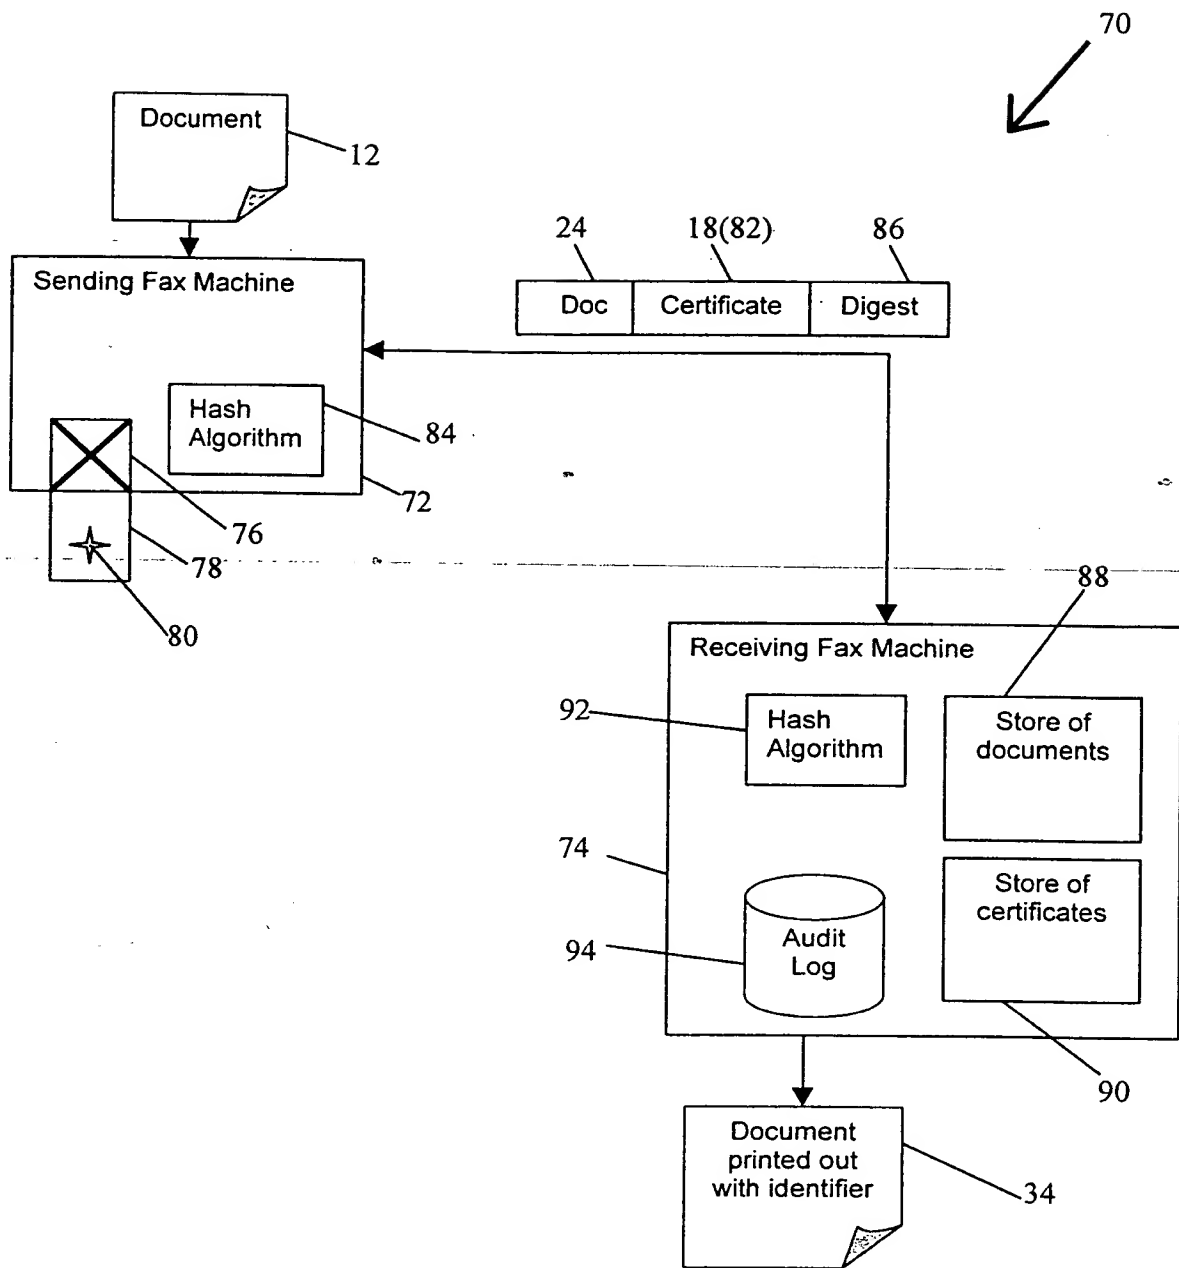 70
Document
12
24
18(82)
86
Sending Fax Machine
Doc
Certificate
Digest
Hash
Algorithm
84
72
76
78
80
88
Receiving Fax Machine
92
Hash
Algorithm
Store of
documents
74
Store of
certificates
94
Audit
Log
90
Document
printed out
with identifier
34